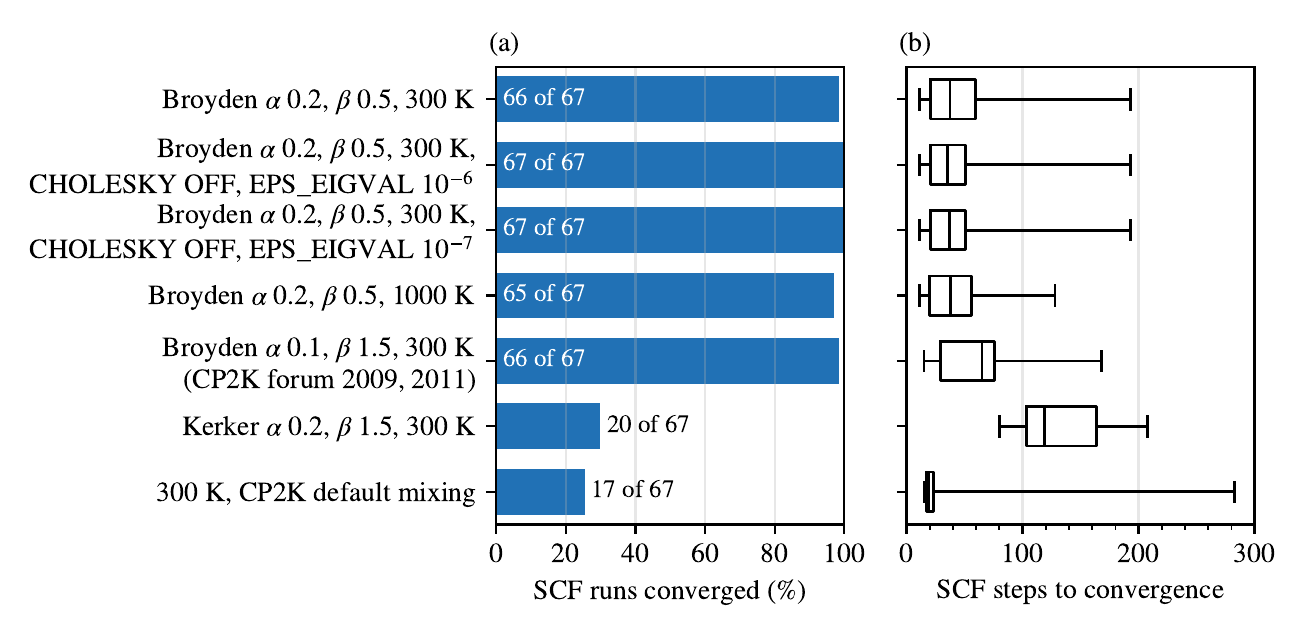 (a)
(b)
Broyden α 0.2, β 0.5, 300 K
66 of 67
Broyden α 0.2, β 0.5, 300 K,
CHOLESKY OFF, EPS_EIGVAL 10⁻⁶
67 of 67
Broyden α 0.2, β 0.5, 300 K,
CHOLESKY OFF, EPS_EIGVAL 10⁻⁷
67 of 67
Broyden α 0.2, β 0.5, 1000 K
65 of 67
Broyden α 0.1, β 1.5, 300 K
(CP2K forum 2009, 2011)
66 of 67
Kerker α 0.2, β 1.5, 300 K
20 of 67
300 K, CP2K default mixing
17 of 67
0 20 40 60 80 100
SCF runs converged (%)
0 100 200 300
SCF steps to convergence